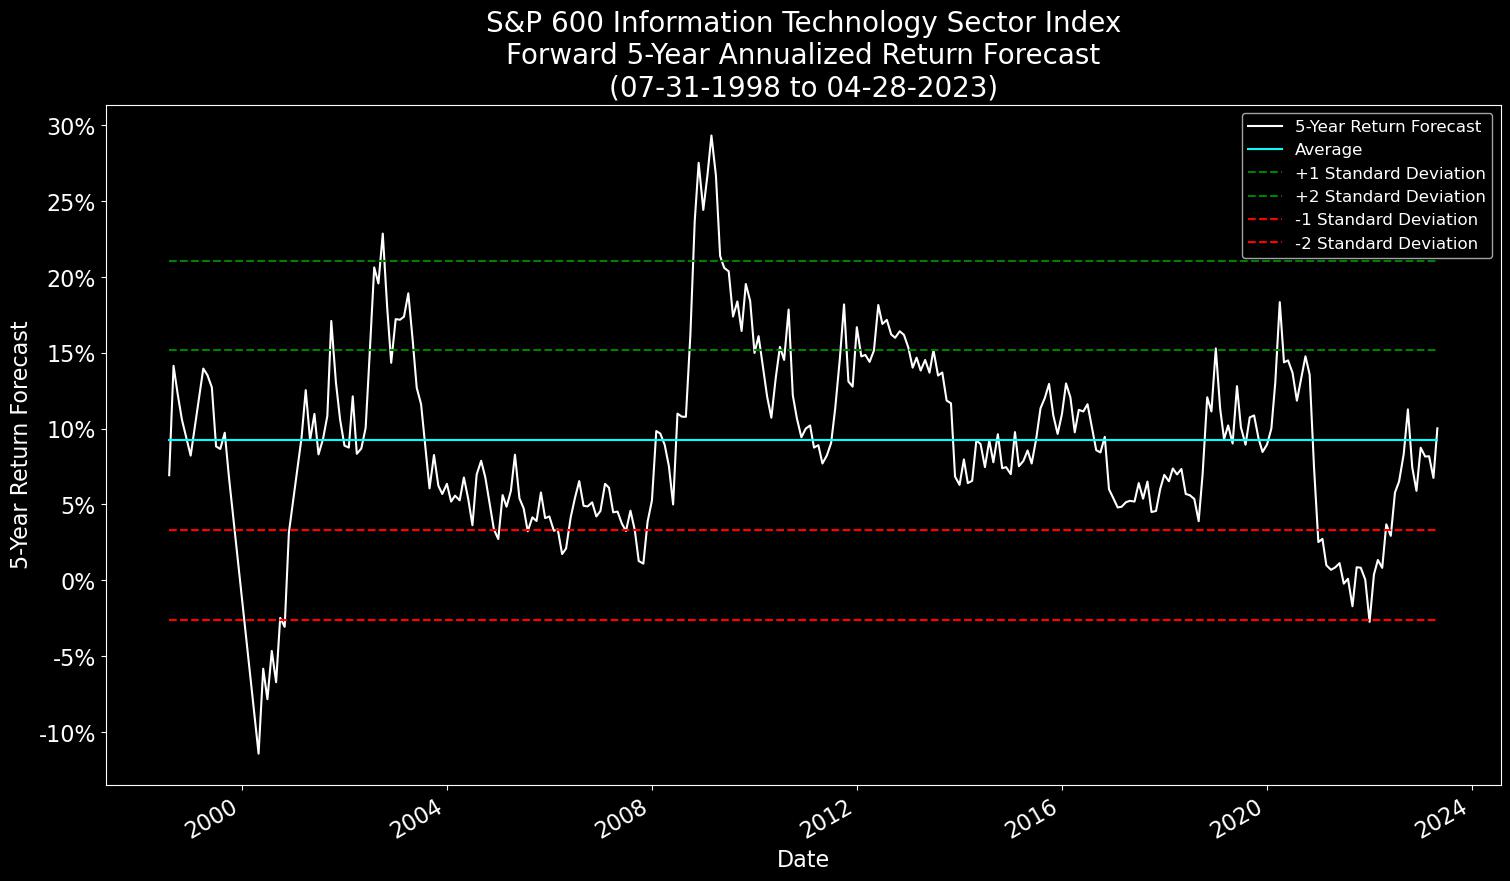 S&P 600 Information Technology Sector Index
Forward 5-Year Annualized Return Forecast
(07-31-1998 to 04-28-2023)
5-Year Return Forecast
30%
25%
20%
15%
10%
5%
0%
-5%
-10%
5-Year Return Forecast
Average
+1 Standard Deviation
+2 Standard Deviation
-1 Standard Deviation
-2 Standard Deviation
2000
2004
2008
2012
2016
2020
2024
Date